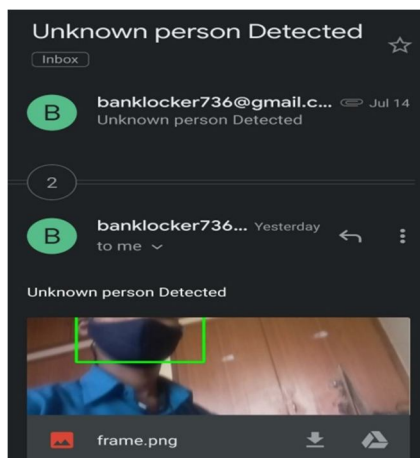 Unknown person Detected
Inbox
B
banklocker736@gmail.c... Jul 14
Unknown person Detected
2
B
banklocker736... Yesterday
to me
Unknown person Detected
frame.png